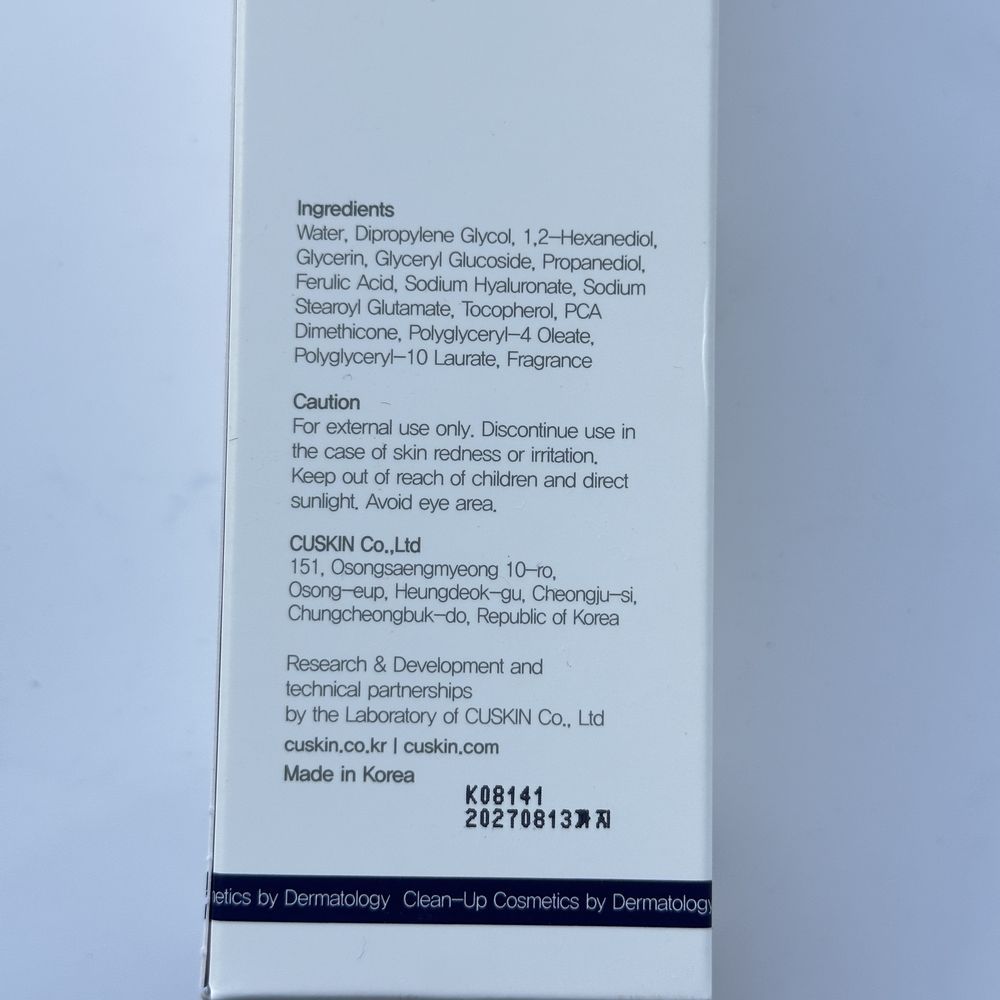 Ingredients
Water, Dipropylene Glycol, 1,2-Hexanediol,
Glycerin, Glyceryl Glucoside, Propanediol,
Ferulic Acid, Sodium Hyaluronate, Sodium
Stearoyl Glutamate, Tocopherol, PCA
Dimethicone, Polyglyceryl-4 Oleate,
Polyglyceryl-10 Laurate, Fragrance
Caution
For external use only. Discontinue use in
the case of skin redness or irritation.
Keep out of reach of children and direct
sunlight. Avoid eye area.
CUSKIN Co.,Ltd
151, Osongsaengmyeong 10-ro,
Osong-eup, Heungdeok-gu, Cheongju-si,
Chungcheongbuk-do, Republic of Korea
Research & Development and
technical partnerships
by the Laboratory of CUSKIN Co., Ltd
cuskin.co.kr | cuskin.com
Made in Korea
K08141
20270813까지
etics by Dermatology Clean-Up Cosmetics by Dermatology